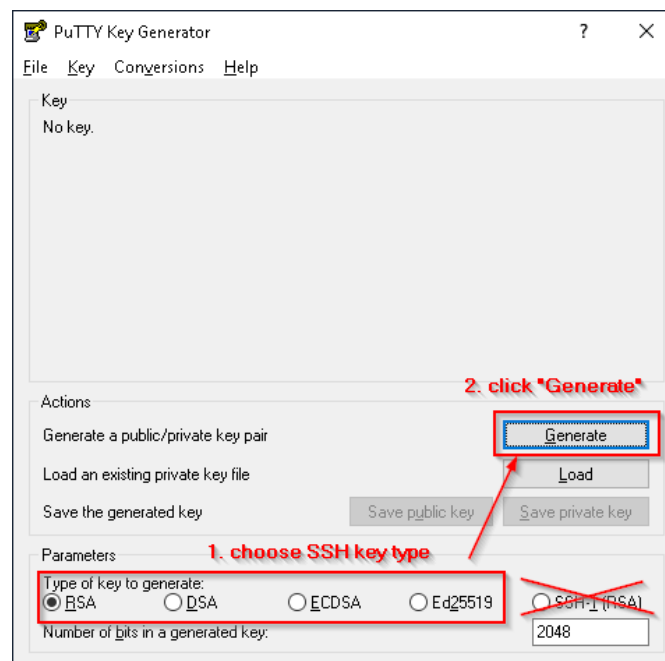 PuTTY Key Generator
File Key Conversions Help
Key
No key.
2. click "Generate"
Actions
Generate a public/private key pair Generate
Load an existing private key file Load
Save the generated key Save public key Save private key
Parameters 1. choose SSH key type
Type of key to generate:
RSA DSA ECDSA Ed25519 SSH-1 (RSA)
Number of bits in a generated key: 2048